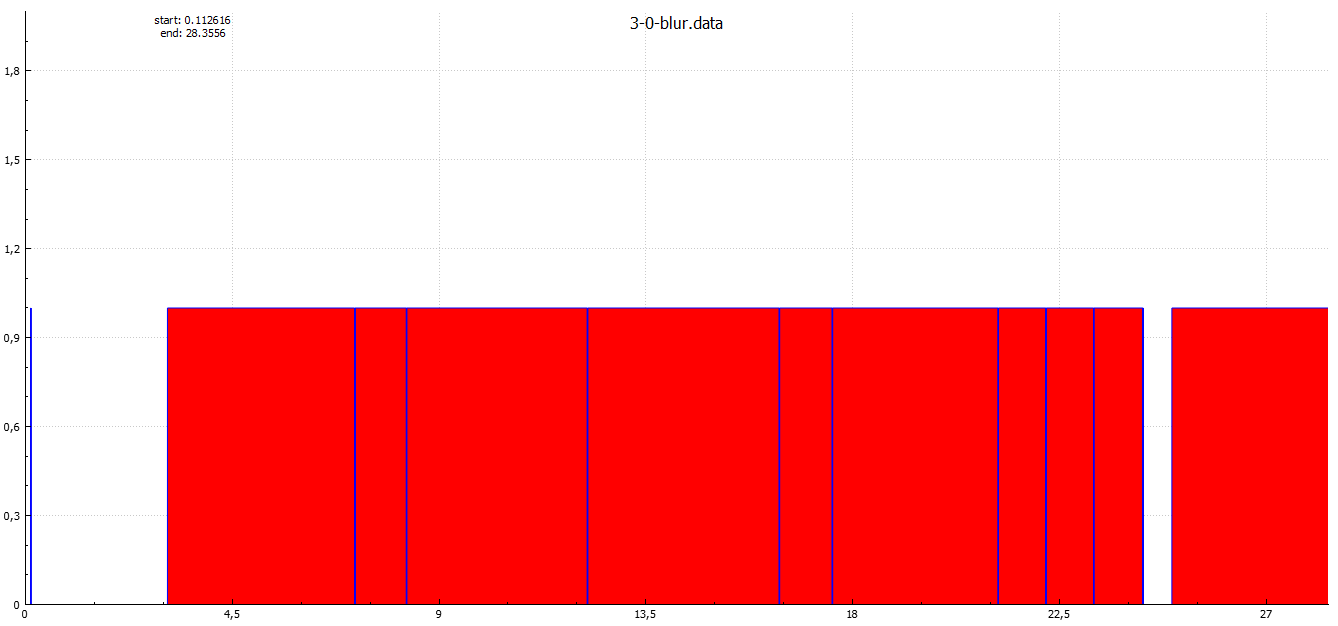 3-0-blur.data
start: 0.112616
end: 28.3556
1,8
1,5
1,2
0,9
0,6
0,3
0
0 4,5 9 13,5 18 22,5 27